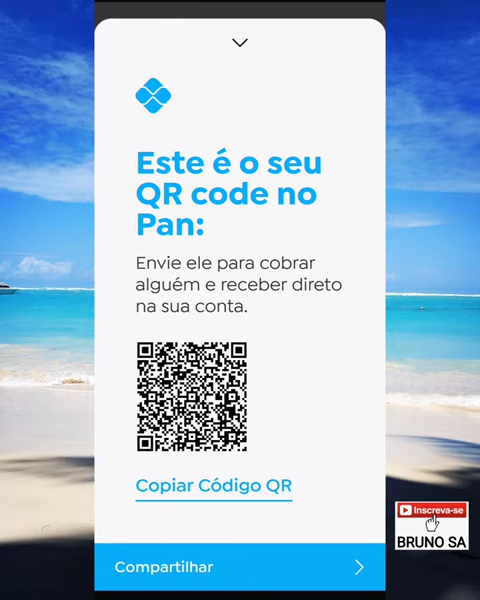 Este é o seu
QR code no
Pan:
Envie ele para cobrar
alguém e receber direto
na sua conta.
Copiar Código QR
Compartilhar
Inscreva-se
BRUNO SA